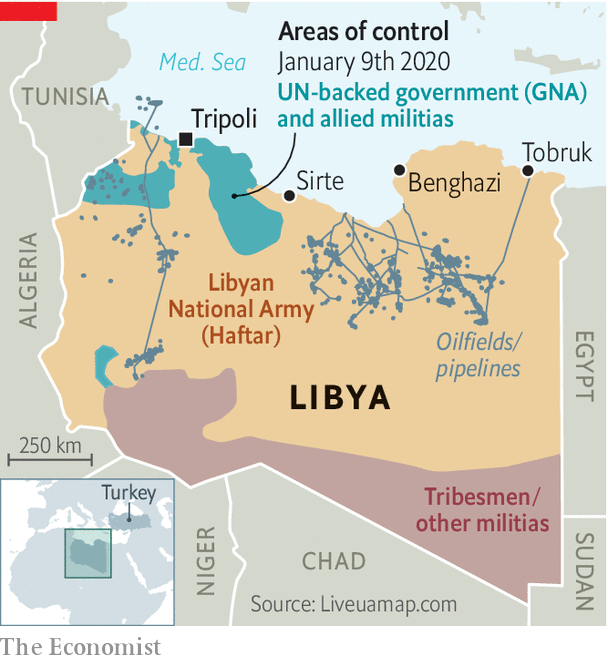 Areas of control
January 9th 2020
UN-backed government (GNA)
and allied militias
Med. Sea
TUNISIA
Tripoli
Sirte
Benghazi
Tobruk
ALGERIA
Libyan
National Army
(Haftar)
Oilfields/
pipelines
EGYPT
LIBYA
250 km
Tribesmen/
other militias
Turkey
NIGER
CHAD
SUDAN
Source: Liveuamap.com
The Economist